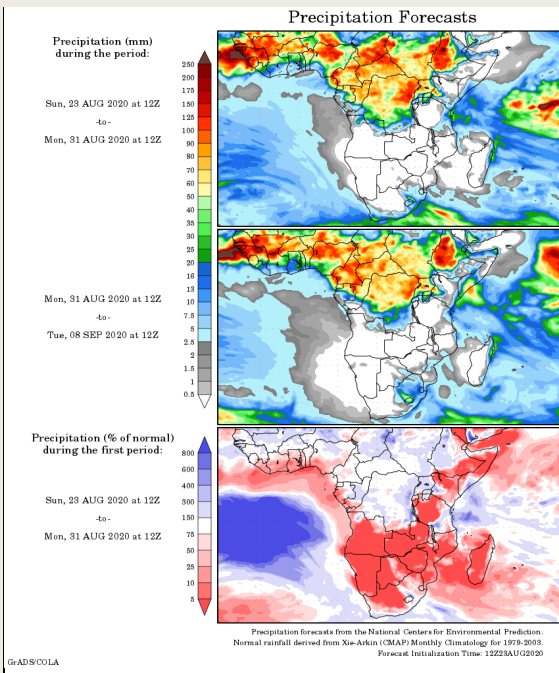 Precipitation Forecasts
Precipitation (mm)
during the period:
Sun, 23 AUG 2020 at 12Z
-to-
Mon, 31 AUG 2020 at 12Z
250
200
175
150
125
100
90
80
70
60
50
40
35
30
25
20
16
13
10
7.5
5
2.5
2
1.5
1
0.5
Mon, 31 AUG 2020 at 12Z
-to-
Tue, 08 SEP 2020 at 12Z
Precipitation (% of normal)
during the first period:
Sun, 23 AUG 2020 at 12Z
-to-
Mon, 31 AUG 2020 at 12Z
800
600
400
300
150
75
50
25
10
5
Precipitation forecasts from the National Centers for Environmental Prediction.
Normal rainfall derived from Xie-Arkin (CMAP) Monthly Climatology for 1979-2003.
Forecast Initialization Time: 12Z23AUG2020
GrADS/COLA